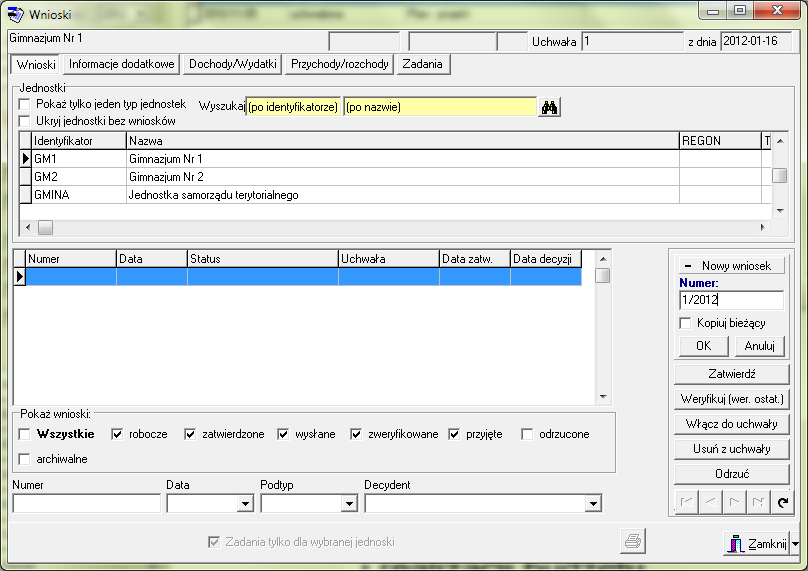 Wnioski
Gimnazjum Nr 1
Uchwała 1 z dnia 2012-01-16
Wnioski Informacje dodatkowe Dochody/Wydatki Przychody/rozchody Zadania
Jednostki
Pokaż tylko jeden typ jednostek Wyszukaj (po identyfikatorze) (po nazwie)
Ukryj jednostki bez wniosków
Identyfikator Nazwa REGON T
GM1 Gimnazjum Nr 1
GM2 Gimnazjum Nr 2
GMINA Jednostka samorządu terytorialnego
Numer Data Status Uchwała Data zatw. Data decyzji
Nowy wniosek
Numer:
1/2012
Kopiuj bieżący
OK Anuluj
Zatwierdź
Weryfikuj (wer. ostat.)
Włącz do uchwały
Usuń z uchwały
Odrzuć
Pokaż wnioski:
Wszystkie robocze zatwierdzone wysłane zweryfikowane przyjęte odrzucone
archiwalne
Numer Data Podtyp Decydent
Zadania tylko dla wybranej jednoski
Zamknij